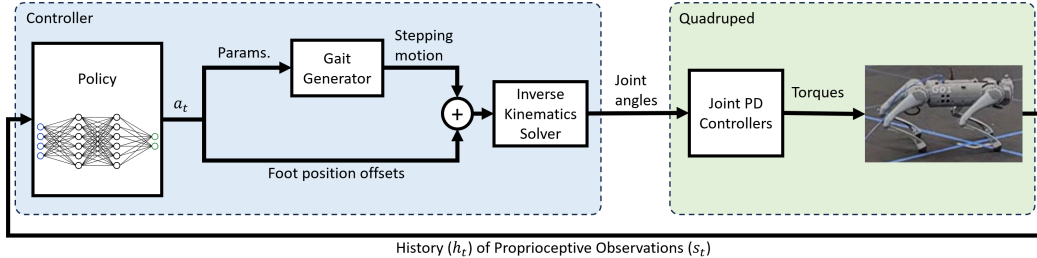 Controller
Policy
a_t
Params.
Gait
Generator
Stepping
motion
+
Foot position offsets
Inverse
Kinematics
Solver
Joint
angles
Quadruped
Joint PD
Controllers
Torques
Go1
History (h_t) of Proprioceptive Observations (s_t)